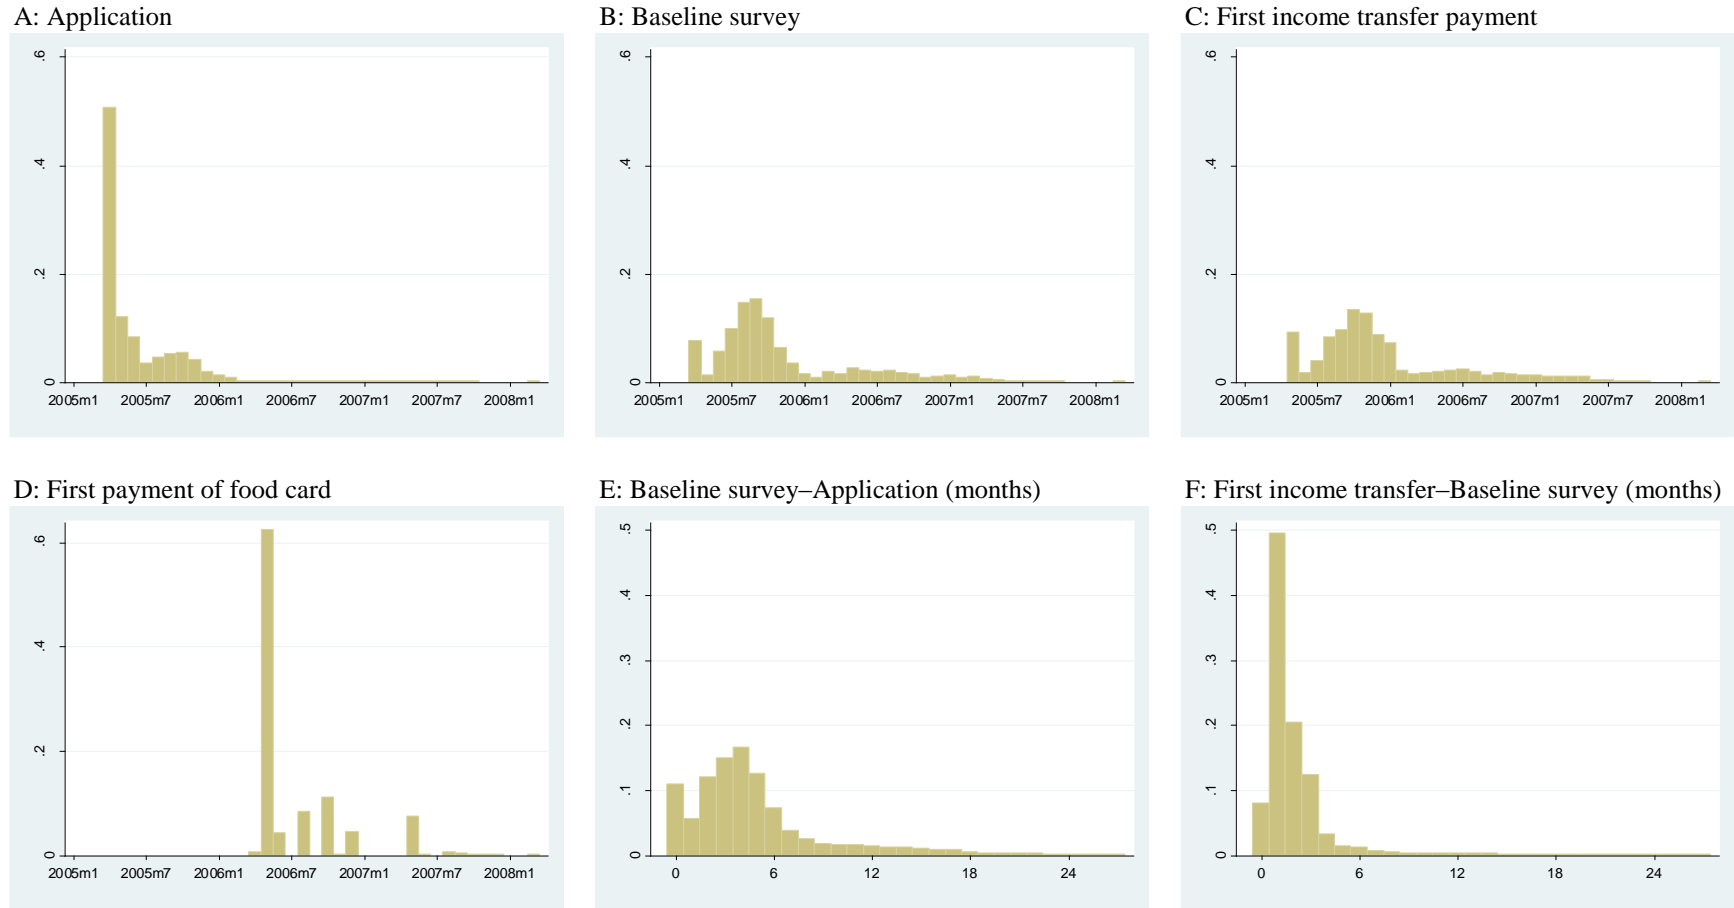 A: Application
.6
.4
.2
0
2005m1 2005m7 2006m1 2006m7 2007m1 2007m7 2008m1
B: Baseline survey
.6
.4
.2
0
2005m1 2005m7 2006m1 2006m7 2007m1 2007m7 2008m1
C: First income transfer payment
.6
.4
.2
0
2005m1 2005m7 2006m1 2006m7 2007m1 2007m7 2008m1
D: First payment of food card
.6
.4
.2
0
2005m1 2005m7 2006m1 2006m7 2007m1 2007m7 2008m1
E: Baseline survey–Application (months)
.5
.4
.3
.2
.1
0
0 6 12 18 24
F: First income transfer–Baseline survey (months)
.5
.4
.3
.2
.1
0
0 6 12 18 24